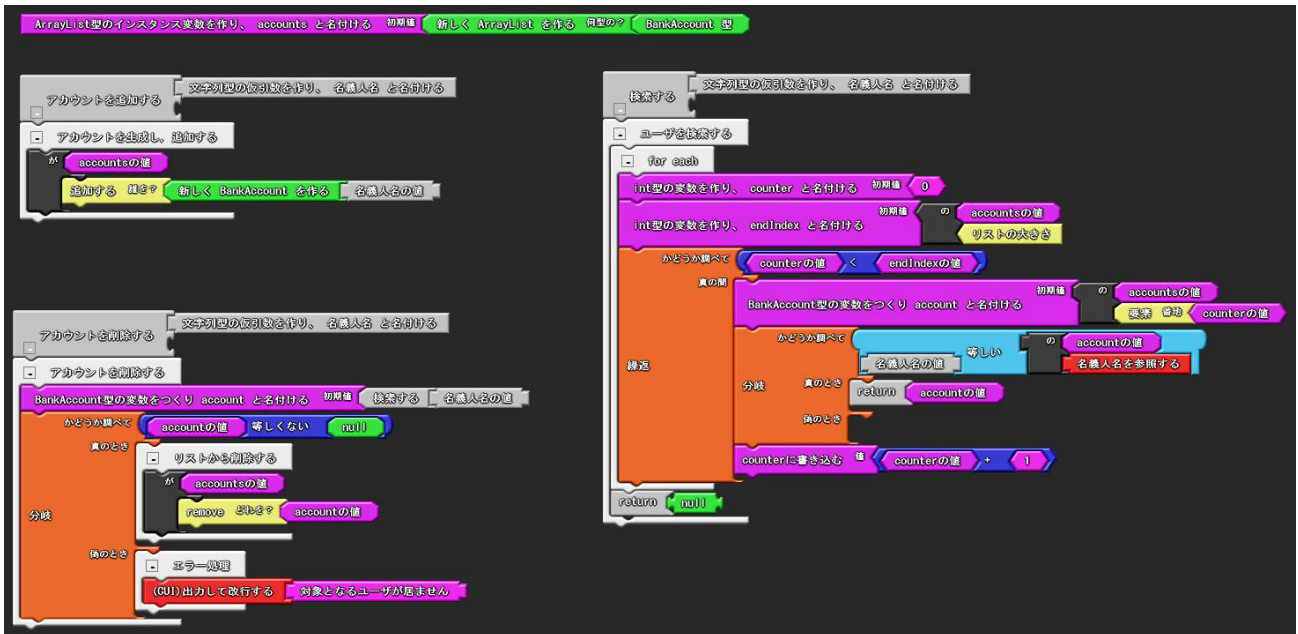 ArrayList型のインスタンス変数を作り、 accounts と名付ける 初期値 新しく ArrayList を作る 何型の? BankAccount 型
アカウントを追加する 文字列型の仮引数を作り、 名義人名 と名付ける
- アカウントを生成し、追加する
が accountsの値
追加する 誰を? 新しく BankAccount を作る 名義人名の値
アカウントを削除する 文字列型の仮引数を作り、 名義人名 と名付ける
- アカウントを削除する
BankAccount型の変数をつくり account と名付ける 初期値 検索する 名義人名の値
かどうか調べて accountの値 等しくない null
真のとき
- リストから削除する
が accountsの値
remove どれを? accountの値
分岐
偽のとき
- エラー処理
(CUI)出力して改行する 対象となるユーザが居ません
検索する 文字列型の仮引数を作り、 名義人名 と名付ける
- ユーザを検索する
- for each
int型の変数を作り、 counter と名付ける 初期値 0
int型の変数を作り、 endIndex と名付ける 初期値 の accountsの値
リストの大きさ
かどうか調べて counterの値 < endIndexの値
真の間
BankAccount型の変数をつくり account と名付ける 初期値 の accountsの値
要素 番地 counterの値
繰返
かどうか調べて 名義人名の値 等しい の accountの値
名義人名を参照する
分岐 真のとき return accountの値
偽のとき
counterに書き込む 値 counterの値 + 1
return null